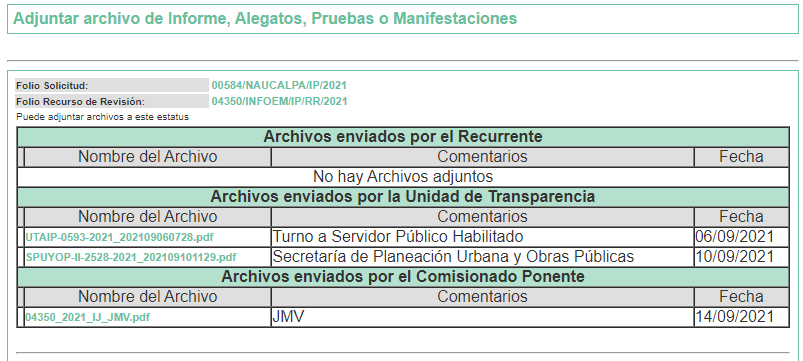 Adjuntar archivo de Informe, Alegatos, Pruebas o Manifestaciones
Folio Solicitud: 00584/NAUCALPA/IP/2021
Folio Recurso de Revisión: 04350/INFOEM/IP/RR/2021
Puede adjuntar archivos a este estatus
Archivos enviados por el Recurrente
Nombre del Archivo Comentarios Fecha
No hay Archivos adjuntos
Archivos enviados por la Unidad de Transparencia
Nombre del Archivo Comentarios Fecha
UTAIP-0593-2021_202109060728.pdf Turno a Servidor Público Habilitado 06/09/2021
SPUYOP-II-2528-2021_202109101129.pdf Secretaría de Planeación Urbana y Obras Públicas 10/09/2021
Archivos enviados por el Comisionado Ponente
Nombre del Archivo Comentarios Fecha
04350_2021_IJ_JMV.pdf JMV 14/09/2021